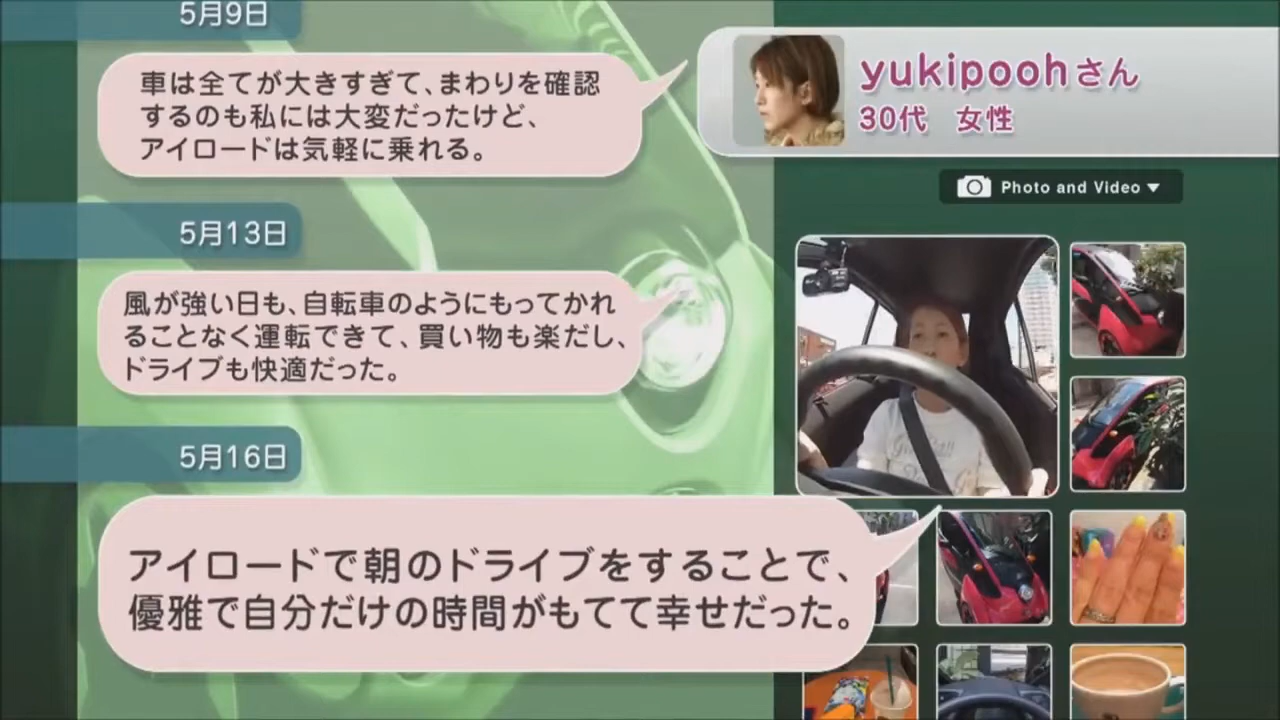 5月9日
車は全てが大きすぎて、まわりを確認
するのも私には大変だったけど、
アイロードは気軽に乗れる。
yukipoohさん
30代 女性
Photo and Video ▼
5月13日
風が強い日も、自転車のようにもってかれ
ることなく運転できて、買い物も楽だし、
ドライブも快適だった。
5月16日
アイロードで朝のドライブをすることで、
優雅で自分だけの時間がもてて幸せだった。